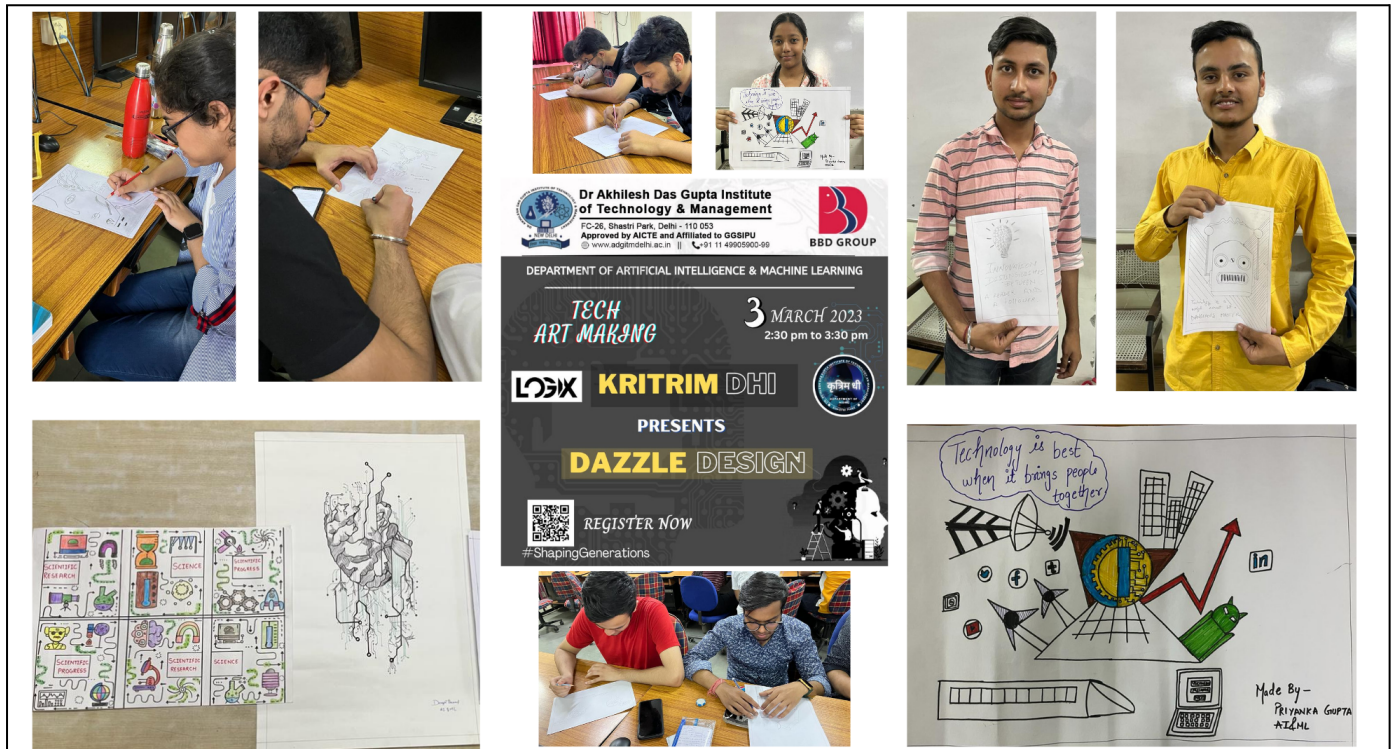 Dr Akhilesh Das Gupta Institute
of Technology & Management
FC-26, Shastri Park, Delhi - 110 053
Approved by AICTE and Affiliated to GGSIPU
www.adgitmdelhi.ac.in || +91 11 49905900-99
BBD GROUP
NEW DELHI
DEPARTMENT OF ARTIFICIAL INTELLIGENCE & MACHINE LEARNING
TECH
ART MAKING
3 MARCH 2023
2:30 pm to 3:30 pm
LOGIX
KRITRIM DHI
कृत्रिम धी
PRESENTS
DAZZLE DESIGN
REGISTER NOW
#ShapingGenerations
SCIENTIFIC
RESEARCH
SCIENCE
SCIENTIFIC
PROGRESS
SCIENTIFIC
PROGRESS
SCIENTIFIC
RESEARCH
SCIENCE
Technology is best
when it brings people
together
in
Made By -
PRIYANKA GUPTA
AI&ML